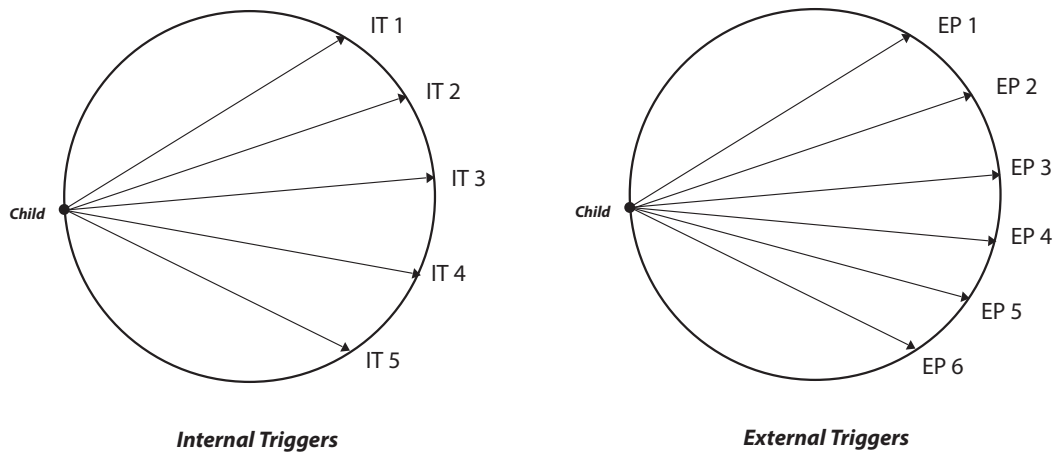 IT 1
IT 2
IT 3
IT 4
IT 5
Child
Internal Triggers
EP 1
EP 2
EP 3
EP 4
EP 5
EP 6
Child
External Triggers